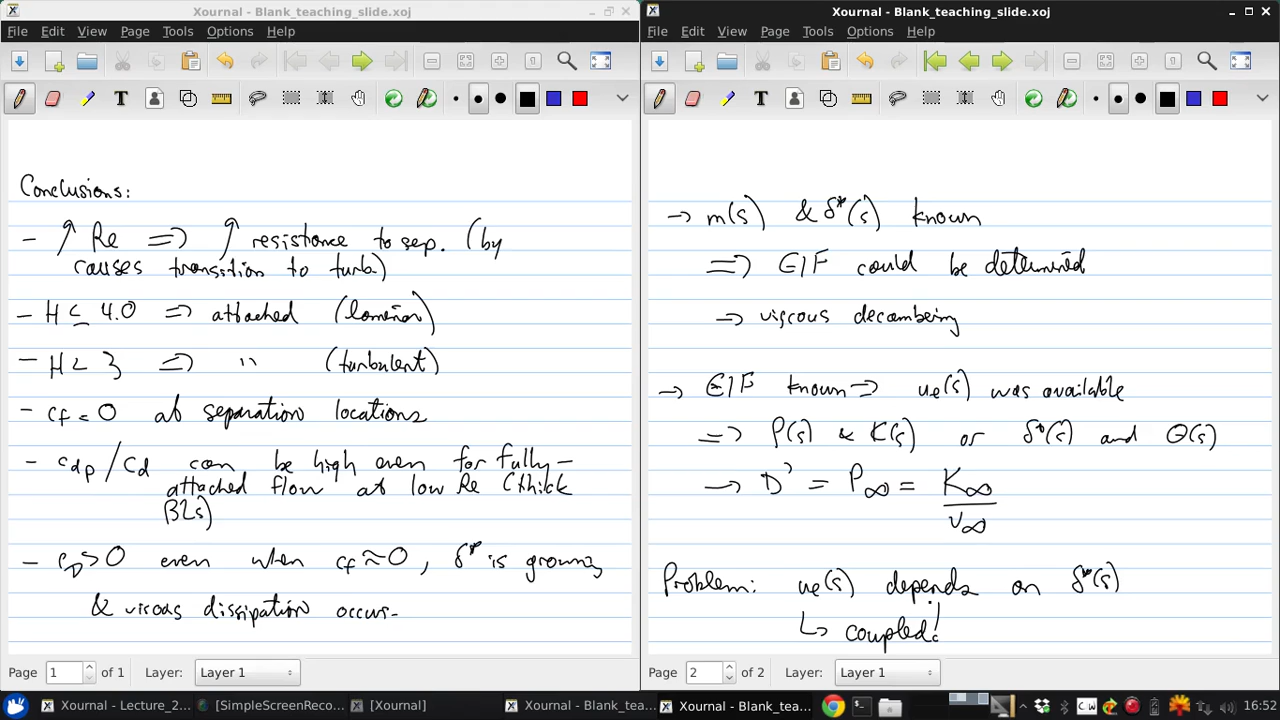 Xournal - Blank_teaching_slide.xoj
File Edit View Page Tools Options Help
Conclusions:
- ↑ Re => ↑ resistance to sep. (by
causes transition to turb.)
- H ≤ 4.0 => attached (laminar)
- H < 3 => '' (turbulent)
- cf = 0 at separation locations
- cdp / cd can be high even for fully-
attached flow at low Re (thick
BLs)
- cD > 0 even when cf ≈ 0, δ* is growing
& viscous dissipation occurs
Page 1 of 1 Layer: Layer 1
Xournal - Blank_teaching_slide.xoj
File Edit View Page Tools Options Help
→ m(s) & δ*(s) known
=> EIF could be determined
→ viscous decambering
→ EIF known => ue(s) was available
=> P(s) & K(s) or δ*(s) and Θ(s)
→ D' = P∞ = K∞
v∞
Problem: ue(s) depends on δ*(s)
↳ coupled!
Page 2 of 2 Layer: Layer 1
Xournal - Lecture_2... [SimpleScreenReco... [Xournal] Xournal - Blank_te... Xournal - Blank_tea... 16:52